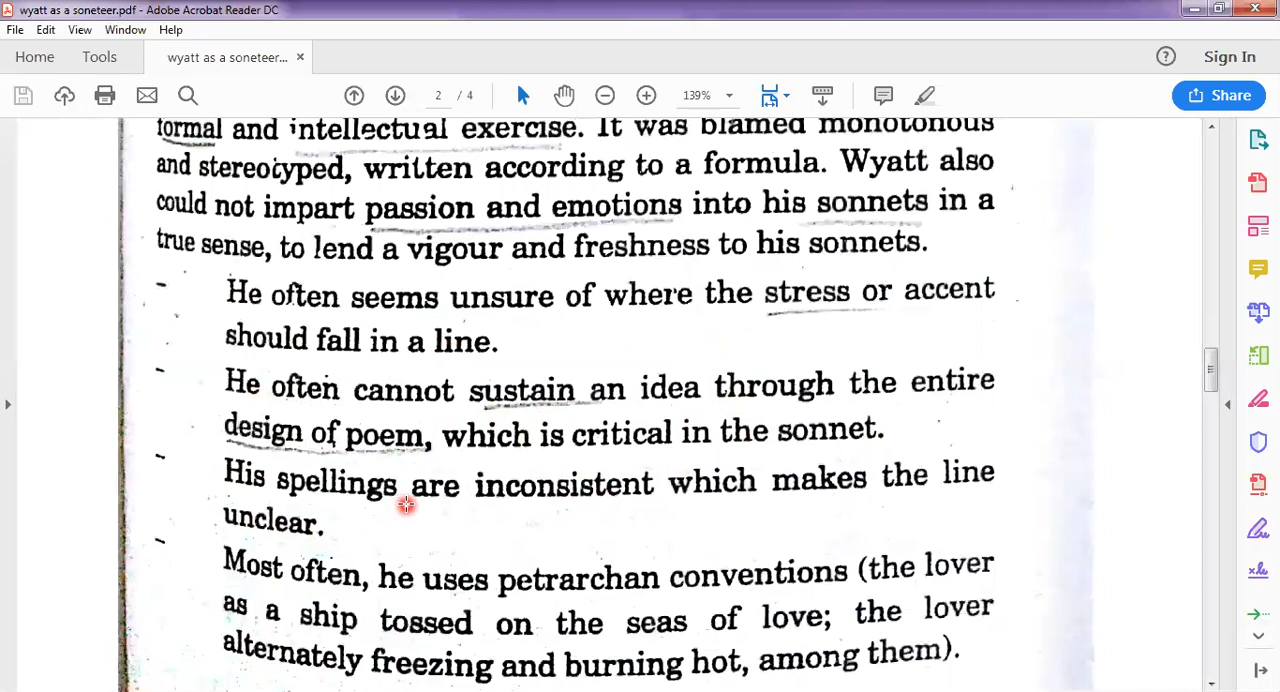 wyatt as a soneteer.pdf - Adobe Acrobat Reader DC
File Edit View Window Help
Home Tools wyatt as a soneteer... × ? Sign In
2 / 4 139% Share
formal and intellectual exercise. It was blamed monotonous
and stereotyped, written according to a formula. Wyatt also
could not impart passion and emotions into his sonnets in a
true sense, to lend a vigour and freshness to his sonnets.
- He often seems unsure of where the stress or accent
should fall in a line.
- He often cannot sustain an idea through the entire
design of poem, which is critical in the sonnet.
- His spellings are inconsistent which makes the line
unclear.
- Most often, he uses petrarchan conventions (the lover
as a ship tossed on the seas of love; the lover
alternately freezing and burning hot, among them).